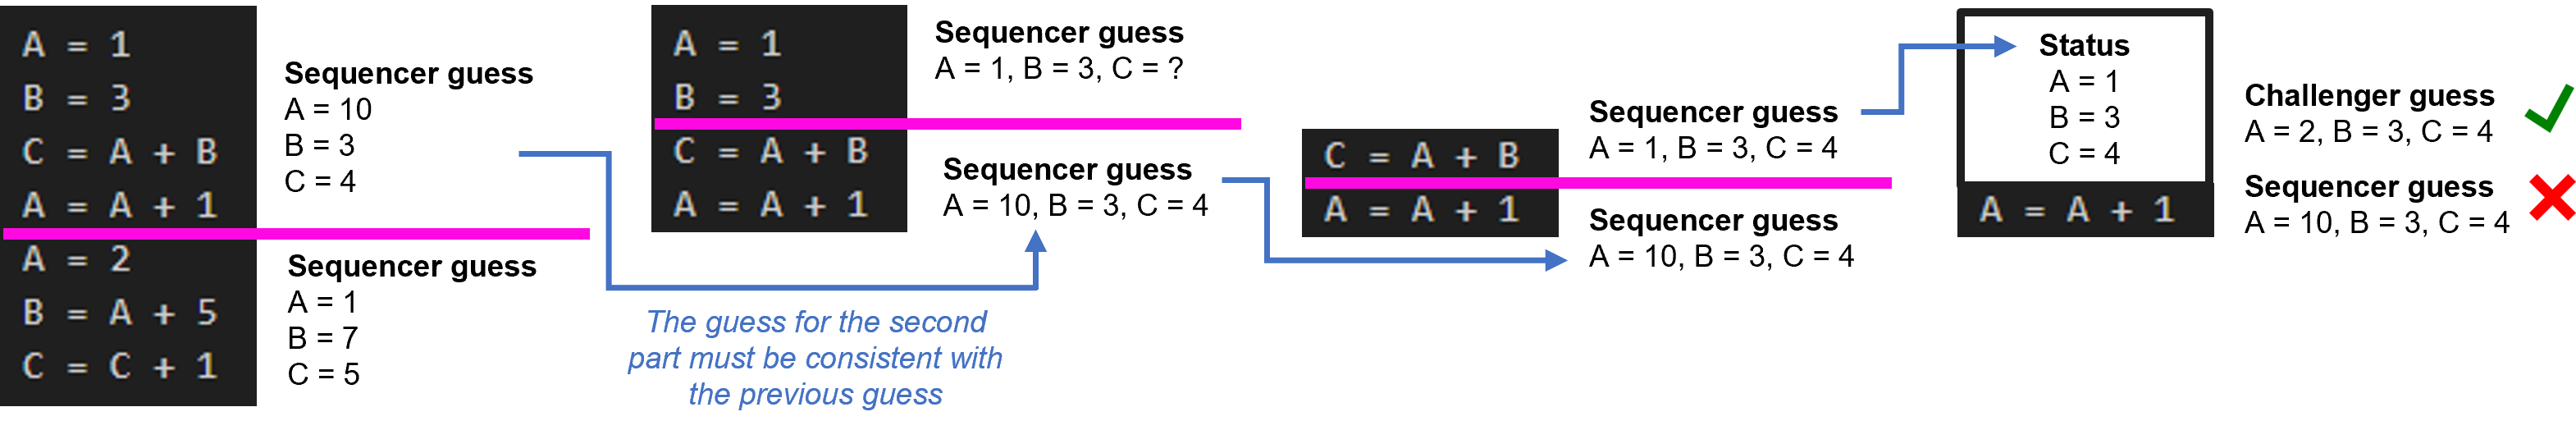 A = 1
B = 3
C = A + B
A = A + 1
A = 2
B = A + 5
C = C + 1
Sequencer guess
A = 10
B = 3
C = 4
Sequencer guess
A = 1
B = 7
C = 5
A = 1
B = 3
C = A + B
A = A + 1
Sequencer guess
A = 1, B = 3, C = ?
Sequencer guess
A = 10, B = 3, C = 4
The guess for the second
part must be consistent with
the previous guess
C = A + B
A = A + 1
Sequencer guess
A = 1, B = 3, C = 4
Sequencer guess
A = 10, B = 3, C = 4
Status
A = 1
B = 3
C = 4
A = A + 1
Challenger guess
A = 2, B = 3, C = 4
Sequencer guess
A = 10, B = 3, C = 4